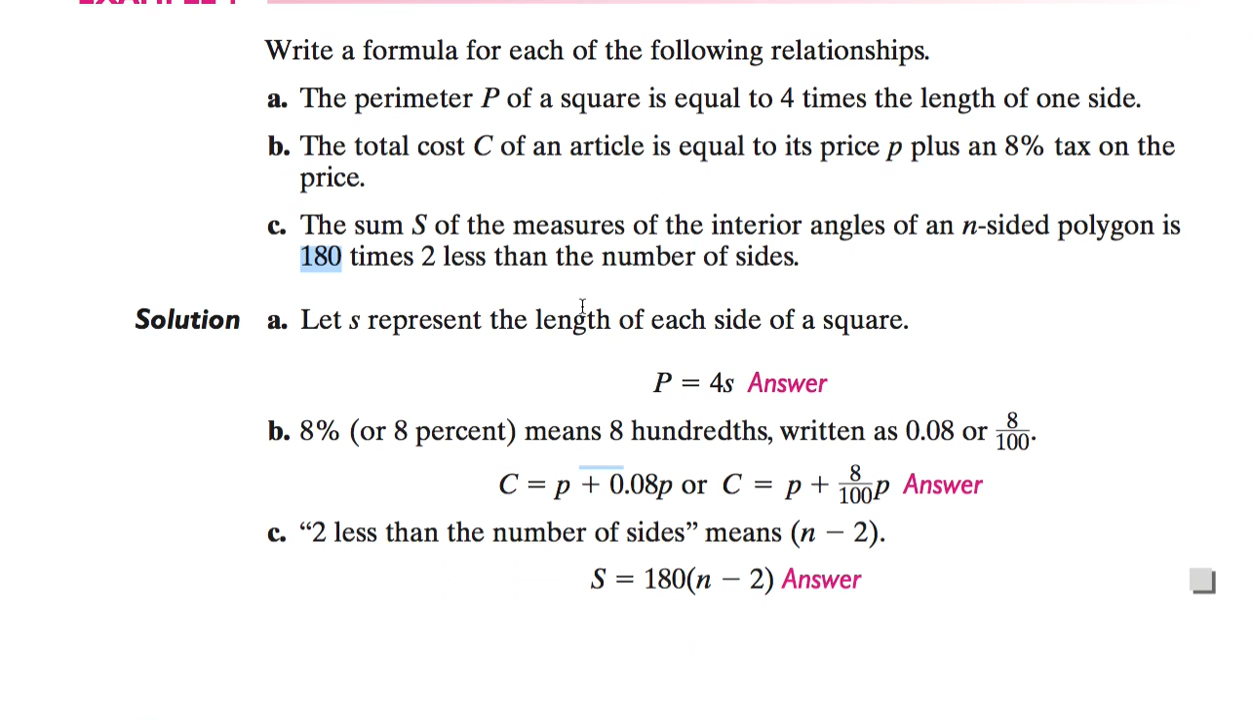 Write a formula for each of the following relationships.
a. The perimeter P of a square is equal to 4 times the length of one side.
b. The total cost C of an article is equal to its price p plus an 8% tax on the
price.
c. The sum S of the measures of the interior angles of an n-sided polygon is
180 times 2 less than the number of sides.
Solution a. Let s represent the length of each side of a square.
P = 4s Answer
b. 8% (or 8 percent) means 8 hundredths, written as 0.08 or 8/100.
C = p + 0.08p or C = p + 8/100p Answer
c. “2 less than the number of sides” means (n − 2).
S = 180(n − 2) Answer